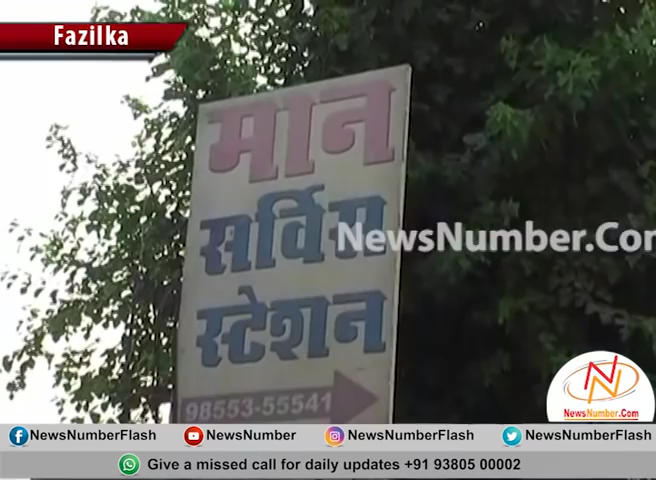 Fazilka
मान
सर्विस
स्टेशन
98553-55541
NewsNumber.Com
NewsNumber.Com
NewsNumberFlash NewsNumber NewsNumberFlash NewsNumberFlash
Give a missed call for daily updates +91 93805 00002